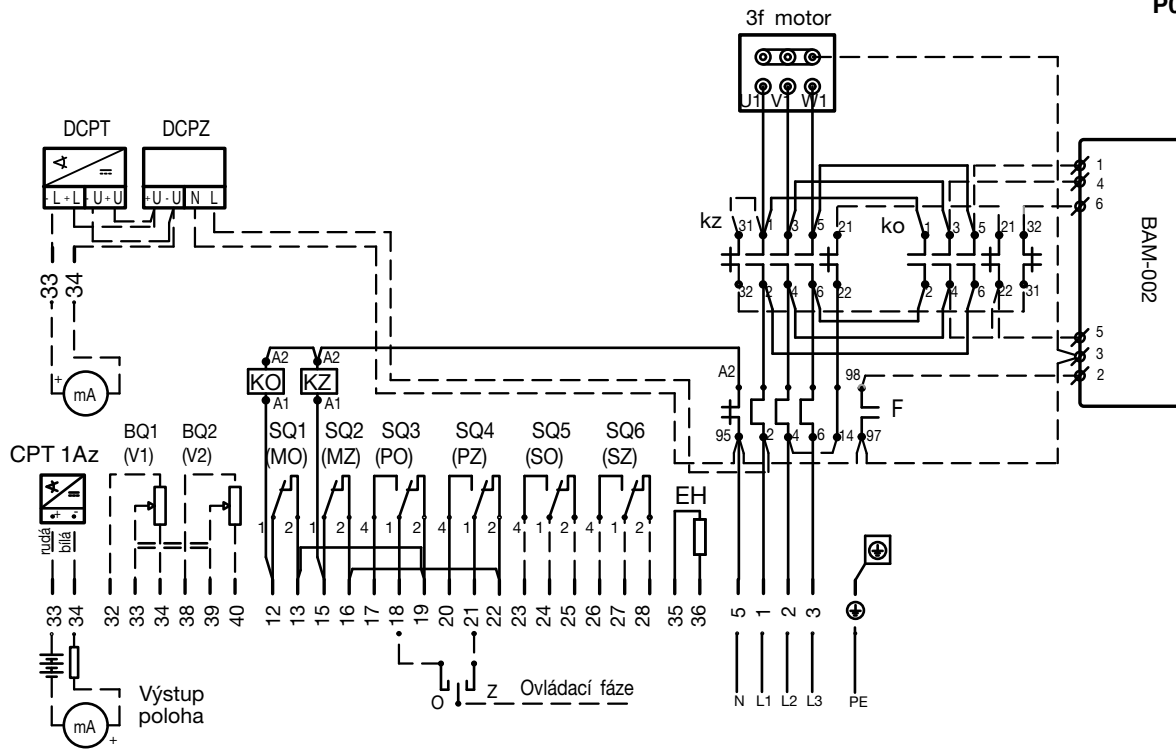 P0
3f motor
U1 V1 W1
DCPT DCPZ
- L + L - U + U + U - U N L
1
4
6
BAM-002
5
3
2
kz 31 1 3 5 21 ko 1 3 5 21 32
32 2 4 6 22 2 4 6 22 31
33 34
+ mA
A2 A2 A2 98
KO KZ F
A1 A1
95 2 4 6 14 97
CPT 1Az
BQ1 BQ2 SQ1 SQ2 SQ3 SQ4 SQ5 SQ6
(V1) (V2) (MO) (MZ) (PO) (PZ) (SO) (SZ)
EH
+ -
rudá
bílá
1 2 1 2 4 1 2 4 1 2 4 1 2 4 1 2
33 34 32 33 34 38 39 40 12 13 15 16 17 18 19 20 21 22 23 24 25 26 27 28 35 36 5 1 2 3
O Z Ovládací fáze
N L1 L2 L3 PE
Výstup
poloha
mA +